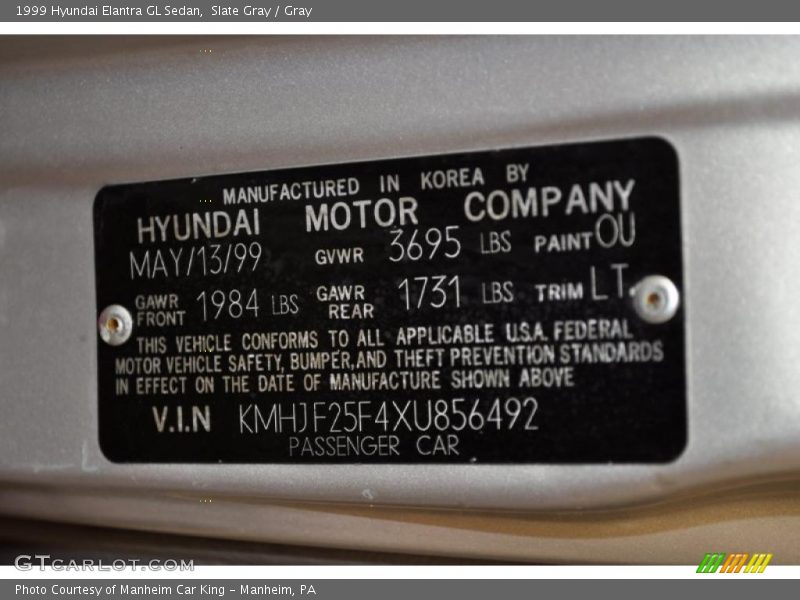 1999 Hyundai Elantra GL Sedan, Slate Gray / Gray
MANUFACTURED IN KOREA BY
HYUNDAI MOTOR COMPANY
MAY/13/99 GVWR 3695 LBS PAINT OU
GAWR FRONT 1984 LBS GAWR REAR 1731 LBS TRIM LT
THIS VEHICLE CONFORMS TO ALL APPLICABLE U.S.A. FEDERAL
MOTOR VEHICLE SAFETY, BUMPER, AND THEFT PREVENTION STANDARDS
IN EFFECT ON THE DATE OF MANUFACTURE SHOWN ABOVE
V.I.N KMHJF25F4XU856492
PASSENGER CAR
GTCARLOT.COM
Photo Courtesy of Manheim Car King - Manheim, PA